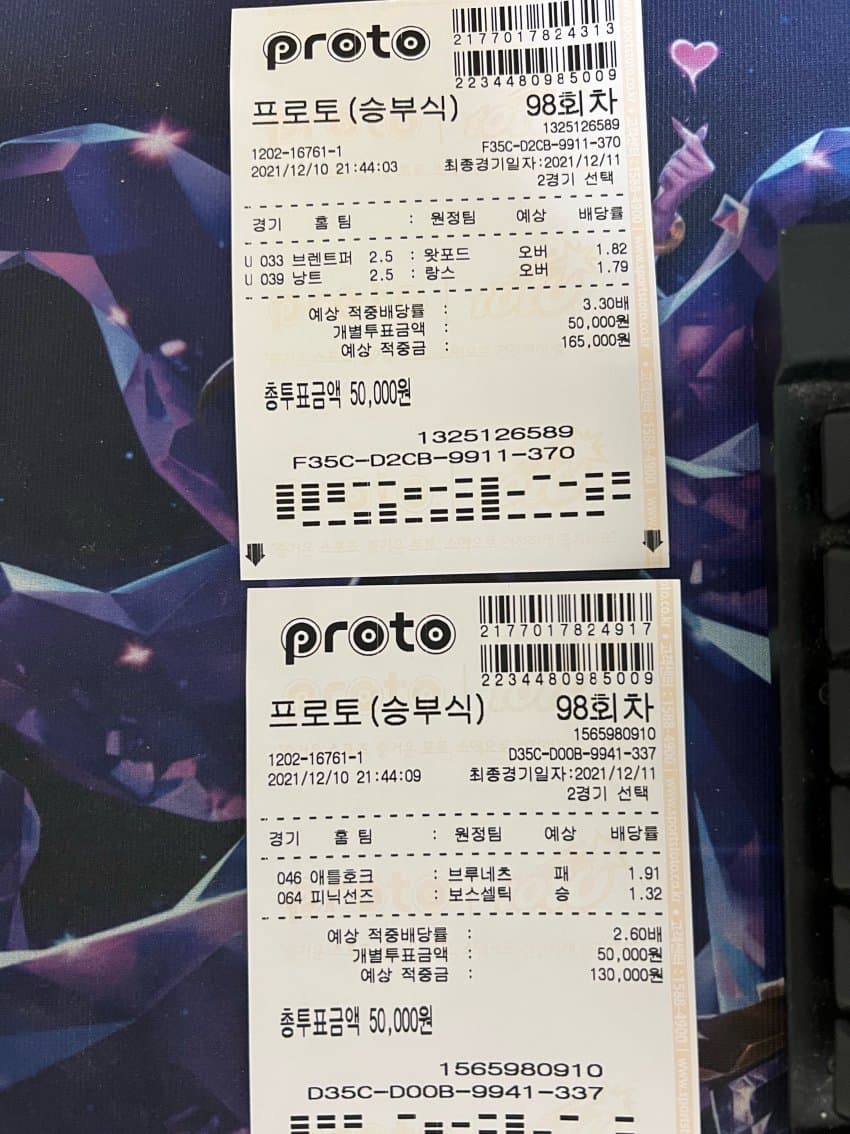 proto
2177017824313
2234480985009
프로토(승부식) 98회차
1325126589
1202-16761-1 F35C-D2CB-9911-370
2021/12/10 21:44:03 최종경기일자:2021/12/11
2경기 선택
경기 홈 팀 : 원정팀 예상 배당률
U 033 브렌트퍼 2.5 : 왓포드 오버 1.82
U 039 낭트 2.5 : 랑스 오버 1.79
예상 적중배당률 : 3.30배
개별투표금액 : 50,000원
예상 적중금 : 165,000원
총투표금액 50,000원
1325126589
F35C-D2CB-9911-370
proto
2177017824917
2234480985009
프로토(승부식) 98회차
1565980910
1202-16761-1 D35C-D00B-9941-337
2021/12/10 21:44:09 최종경기일자:2021/12/11
2경기 선택
경기 홈 팀 : 원정팀 예상 배당률
046 애틀호크 : 브루네츠 패 1.91
064 피닉선즈 : 보스셀틱 승 1.32
예상 적중배당률 : 2.60배
개별투표금액 : 50,000원
예상 적중금 : 130,000원
총투표금액 50,000원
1565980910
D35C-D00B-9941-337
www.sportstoto.co.kr
1588-4900